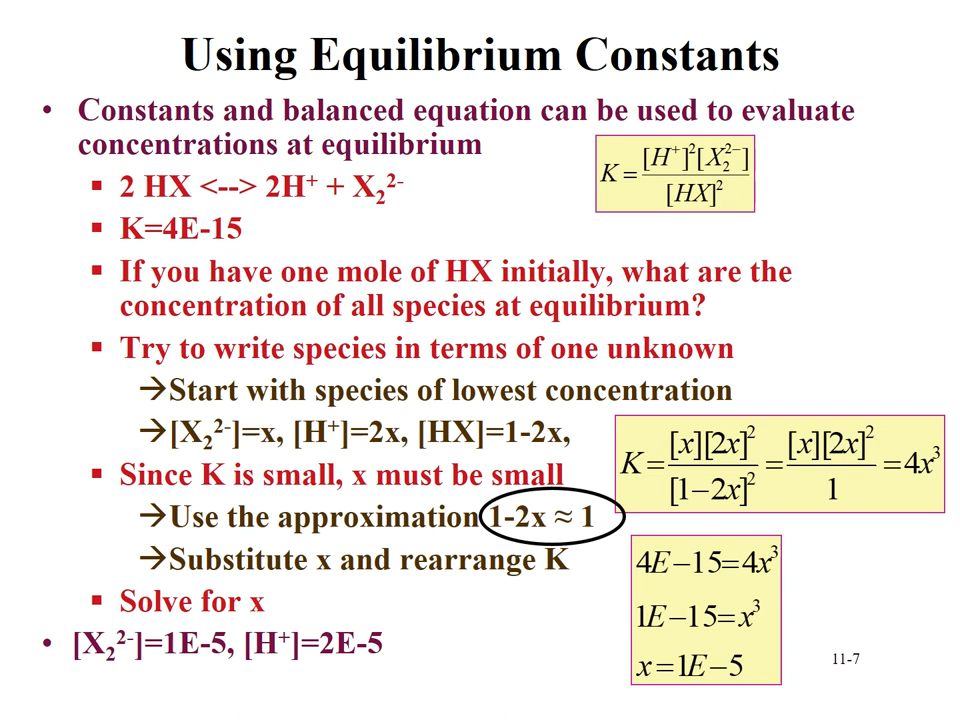 Using Equilibrium Constants
• Constants and balanced equation can be used to evaluate
concentrations at equilibrium
K = [H⁺]²[X₂²⁻] / [HX]²
▪ 2 HX <--> 2H⁺ + X₂²⁻
▪ K=4E-15
▪ If you have one mole of HX initially, what are the
concentration of all species at equilibrium?
▪ Try to write species in terms of one unknown
→Start with species of lowest concentration
→[X₂²⁻]=x, [H⁺]=2x, [HX]=1-2x,
K = [x][2x]² / [1−2x]² = [x][2x]² / 1 = 4x³
▪ Since K is small, x must be small
→Use the approximation 1-2x ≈ 1
→Substitute x and rearrange K
4E−15=4x³
1E−15=x³
x=1E−5
▪ Solve for x
• [X₂²⁻]=1E-5, [H⁺]=2E-5
11-7